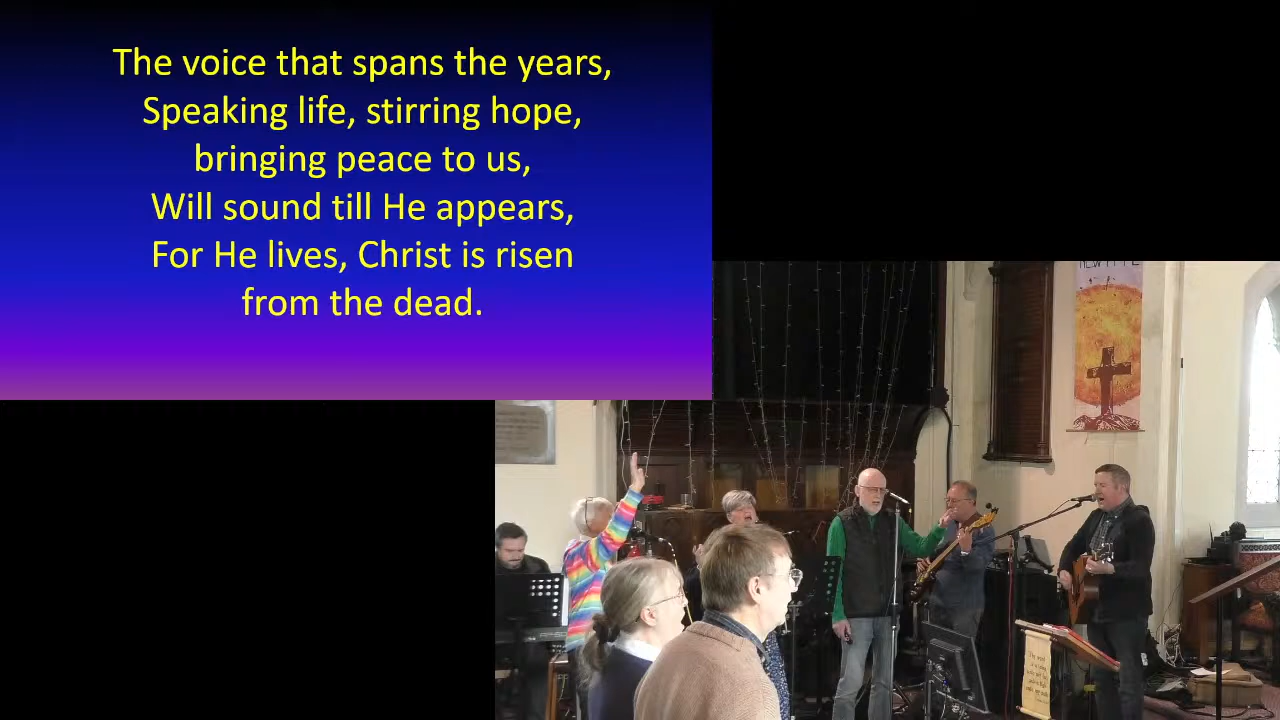 The voice that spans the years,
Speaking life, stirring hope,
bringing peace to us,
Will sound till He appears,
For He lives, Christ is risen
from the dead.